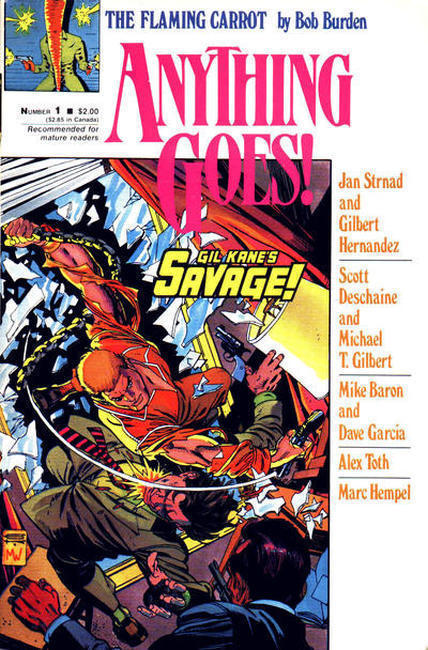 THE FLAMING CARROT by Bob Burden
NUMBER 1 ■ $2.00
($2.85 in Canada)
Recommended for
mature readers
ANYTHING
GOES!
GIL KANE'S
SAVAGE!
Jan Strnad
and
Gilbert
Hernandez
Scott
Deschaine
and
Michael
T. Gilbert
Mike Baron
and
Dave Garcia
Alex Toth
Marc Hempel
MW